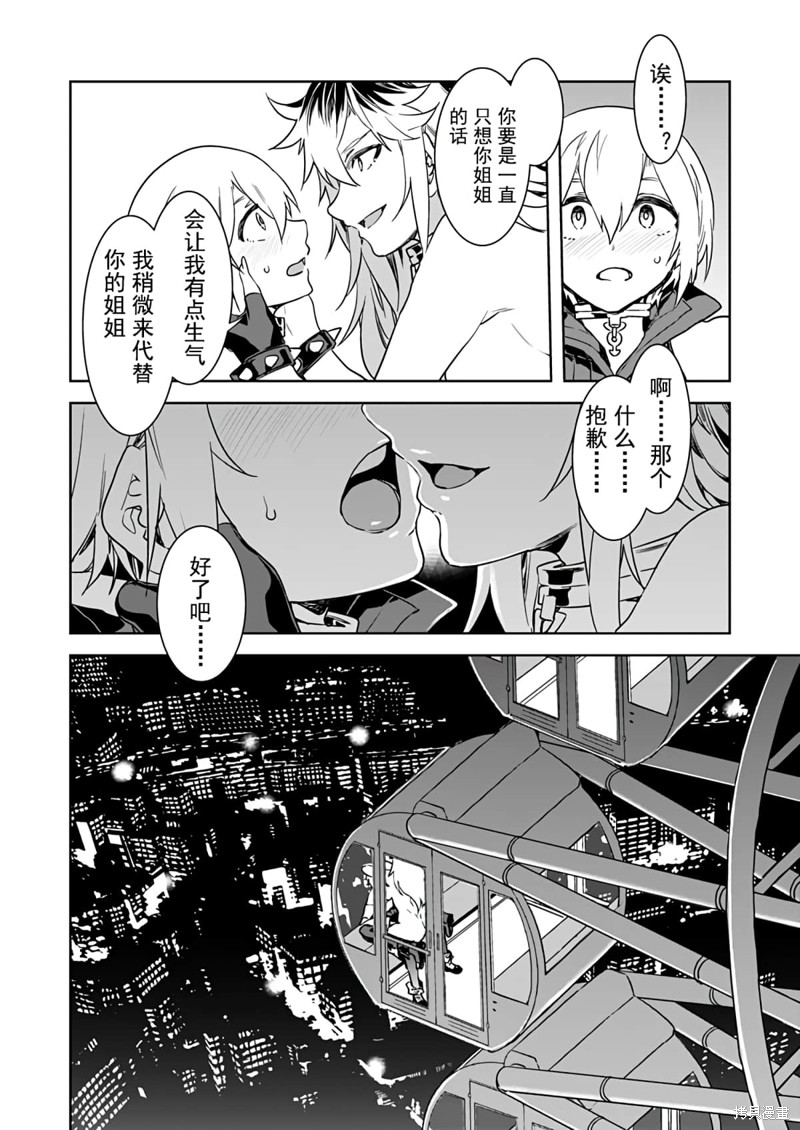 诶……？
你要是一直
只想你姐姐
的话
会让我有点生气
我稍微来代替
你的姐姐
啊……那个
什么……
抱歉……
好了吧……
拷贝漫畫